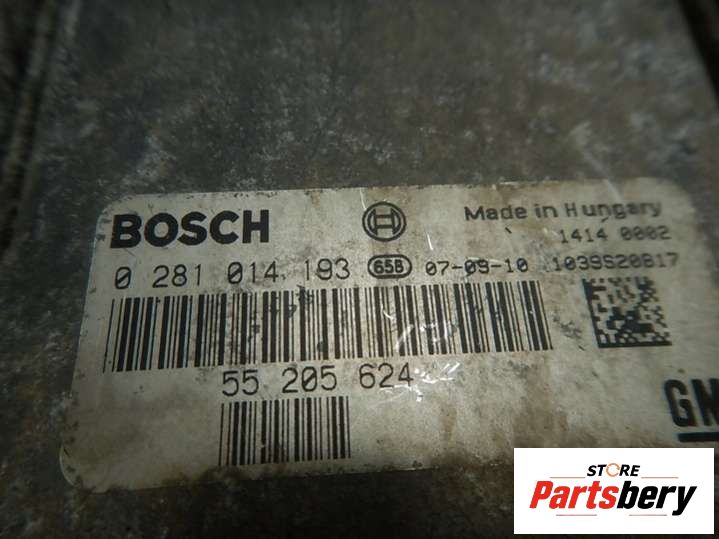 BOSCH
Made in Hungary
1414 0002
0 281 014 193 65B 07-09-10 1039S20817
55 205 624
GM
STORE
Partsbery